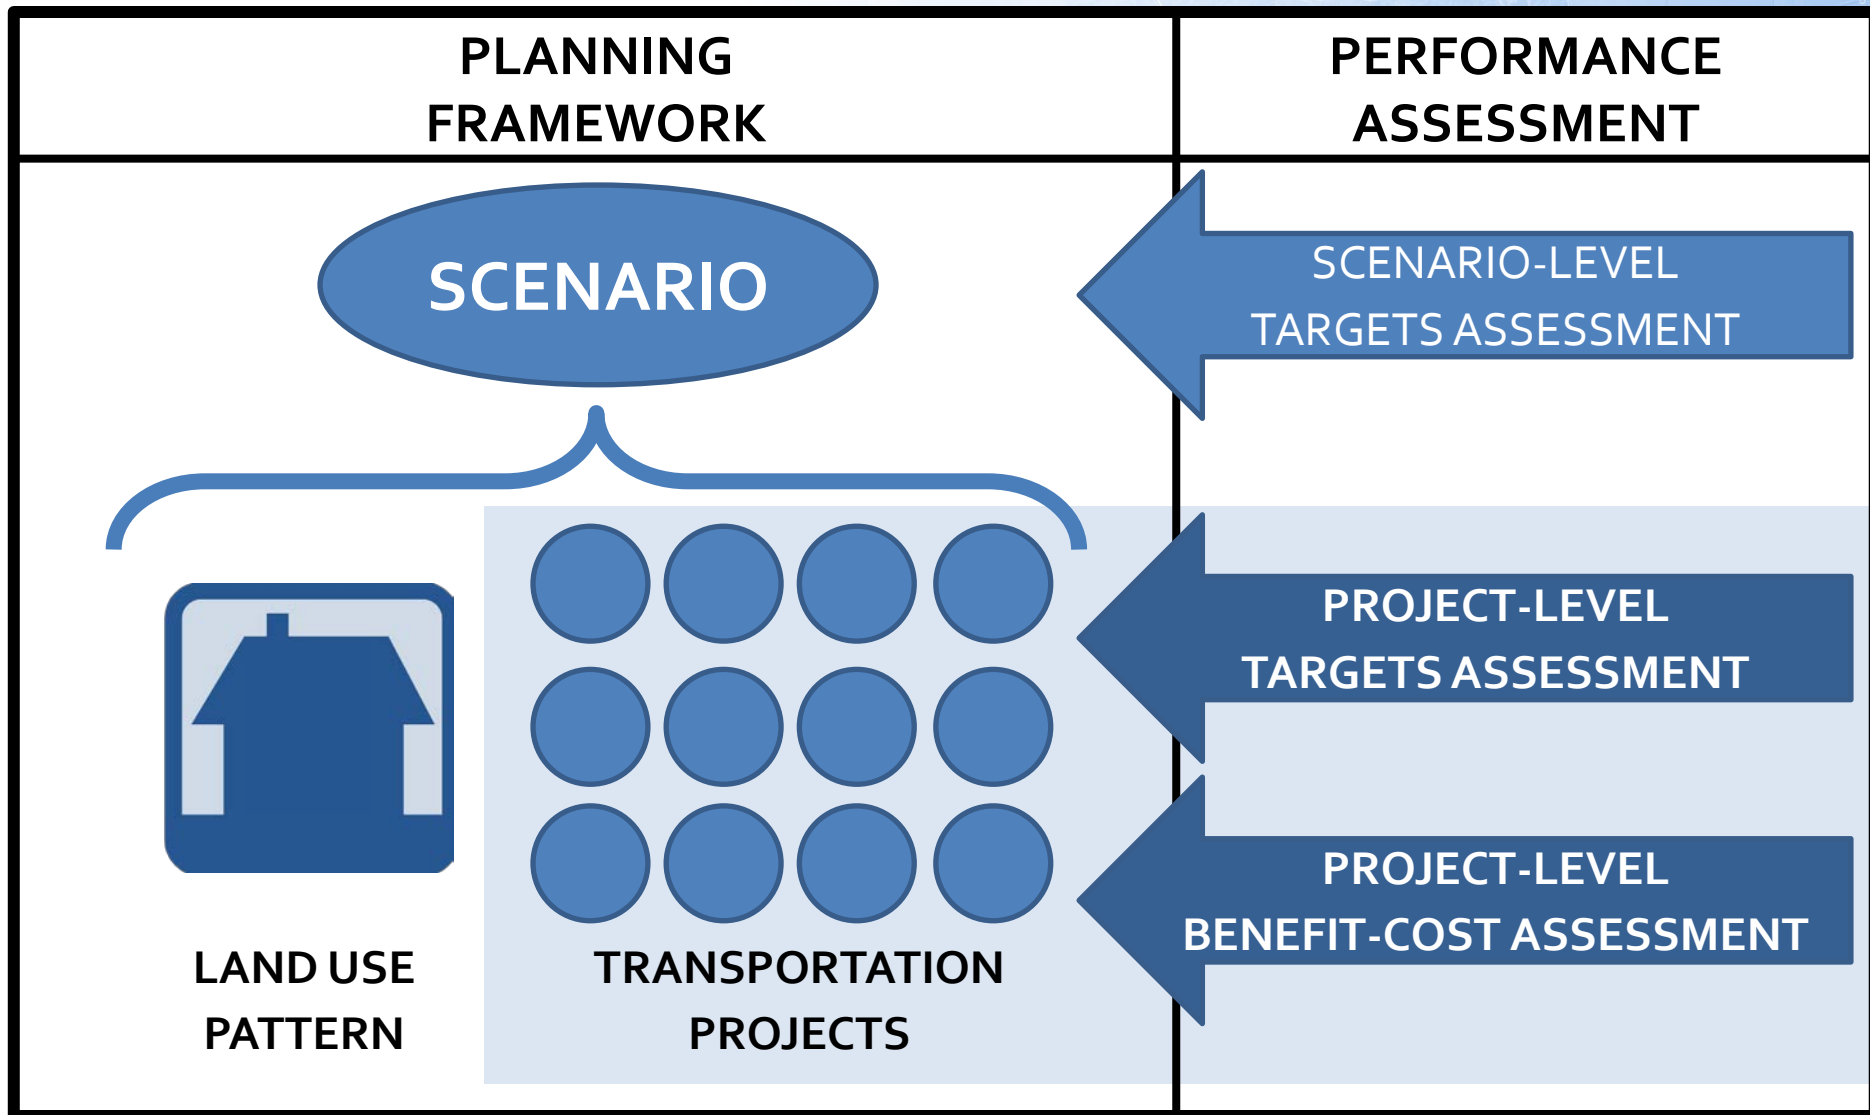 PLANNING
FRAMEWORK
PERFORMANCE
ASSESSMENT
SCENARIO
SCENARIO-LEVEL
TARGETS ASSESSMENT
PROJECT-LEVEL
TARGETS ASSESSMENT
PROJECT-LEVEL
BENEFIT-COST ASSESSMENT
LAND USE
PATTERN
TRANSPORTATION
PROJECTS